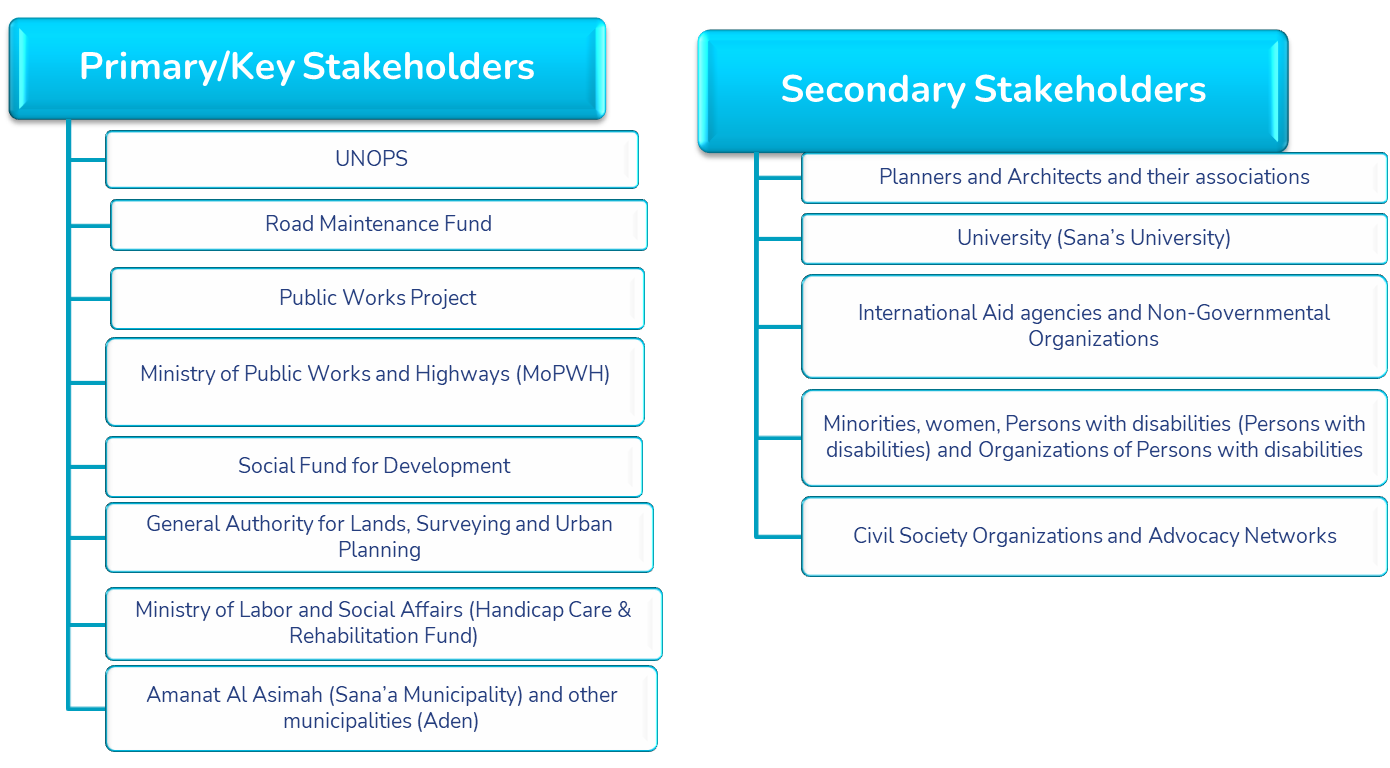 Primary/Key Stakeholders
UNOPS
Road Maintenance Fund
Public Works Project
Ministry of Public Works and Highways (MoPWH)
Social Fund for Development
General Authority for Lands, Surveying and Urban
Planning
Ministry of Labor and Social Affairs (Handicap Care &
Rehabilitation Fund)
Amanat Al Asimah (Sana’a Municipality) and other
municipalities (Aden)
Secondary Stakeholders
Planners and Architects and their associations
University (Sana’s University)
International Aid agencies and Non-Governmental
Organizations
Minorities, women, Persons with disabilities (Persons with
disabilities) and Organizations of Persons with disabilities
Civil Society Organizations and Advocacy Networks